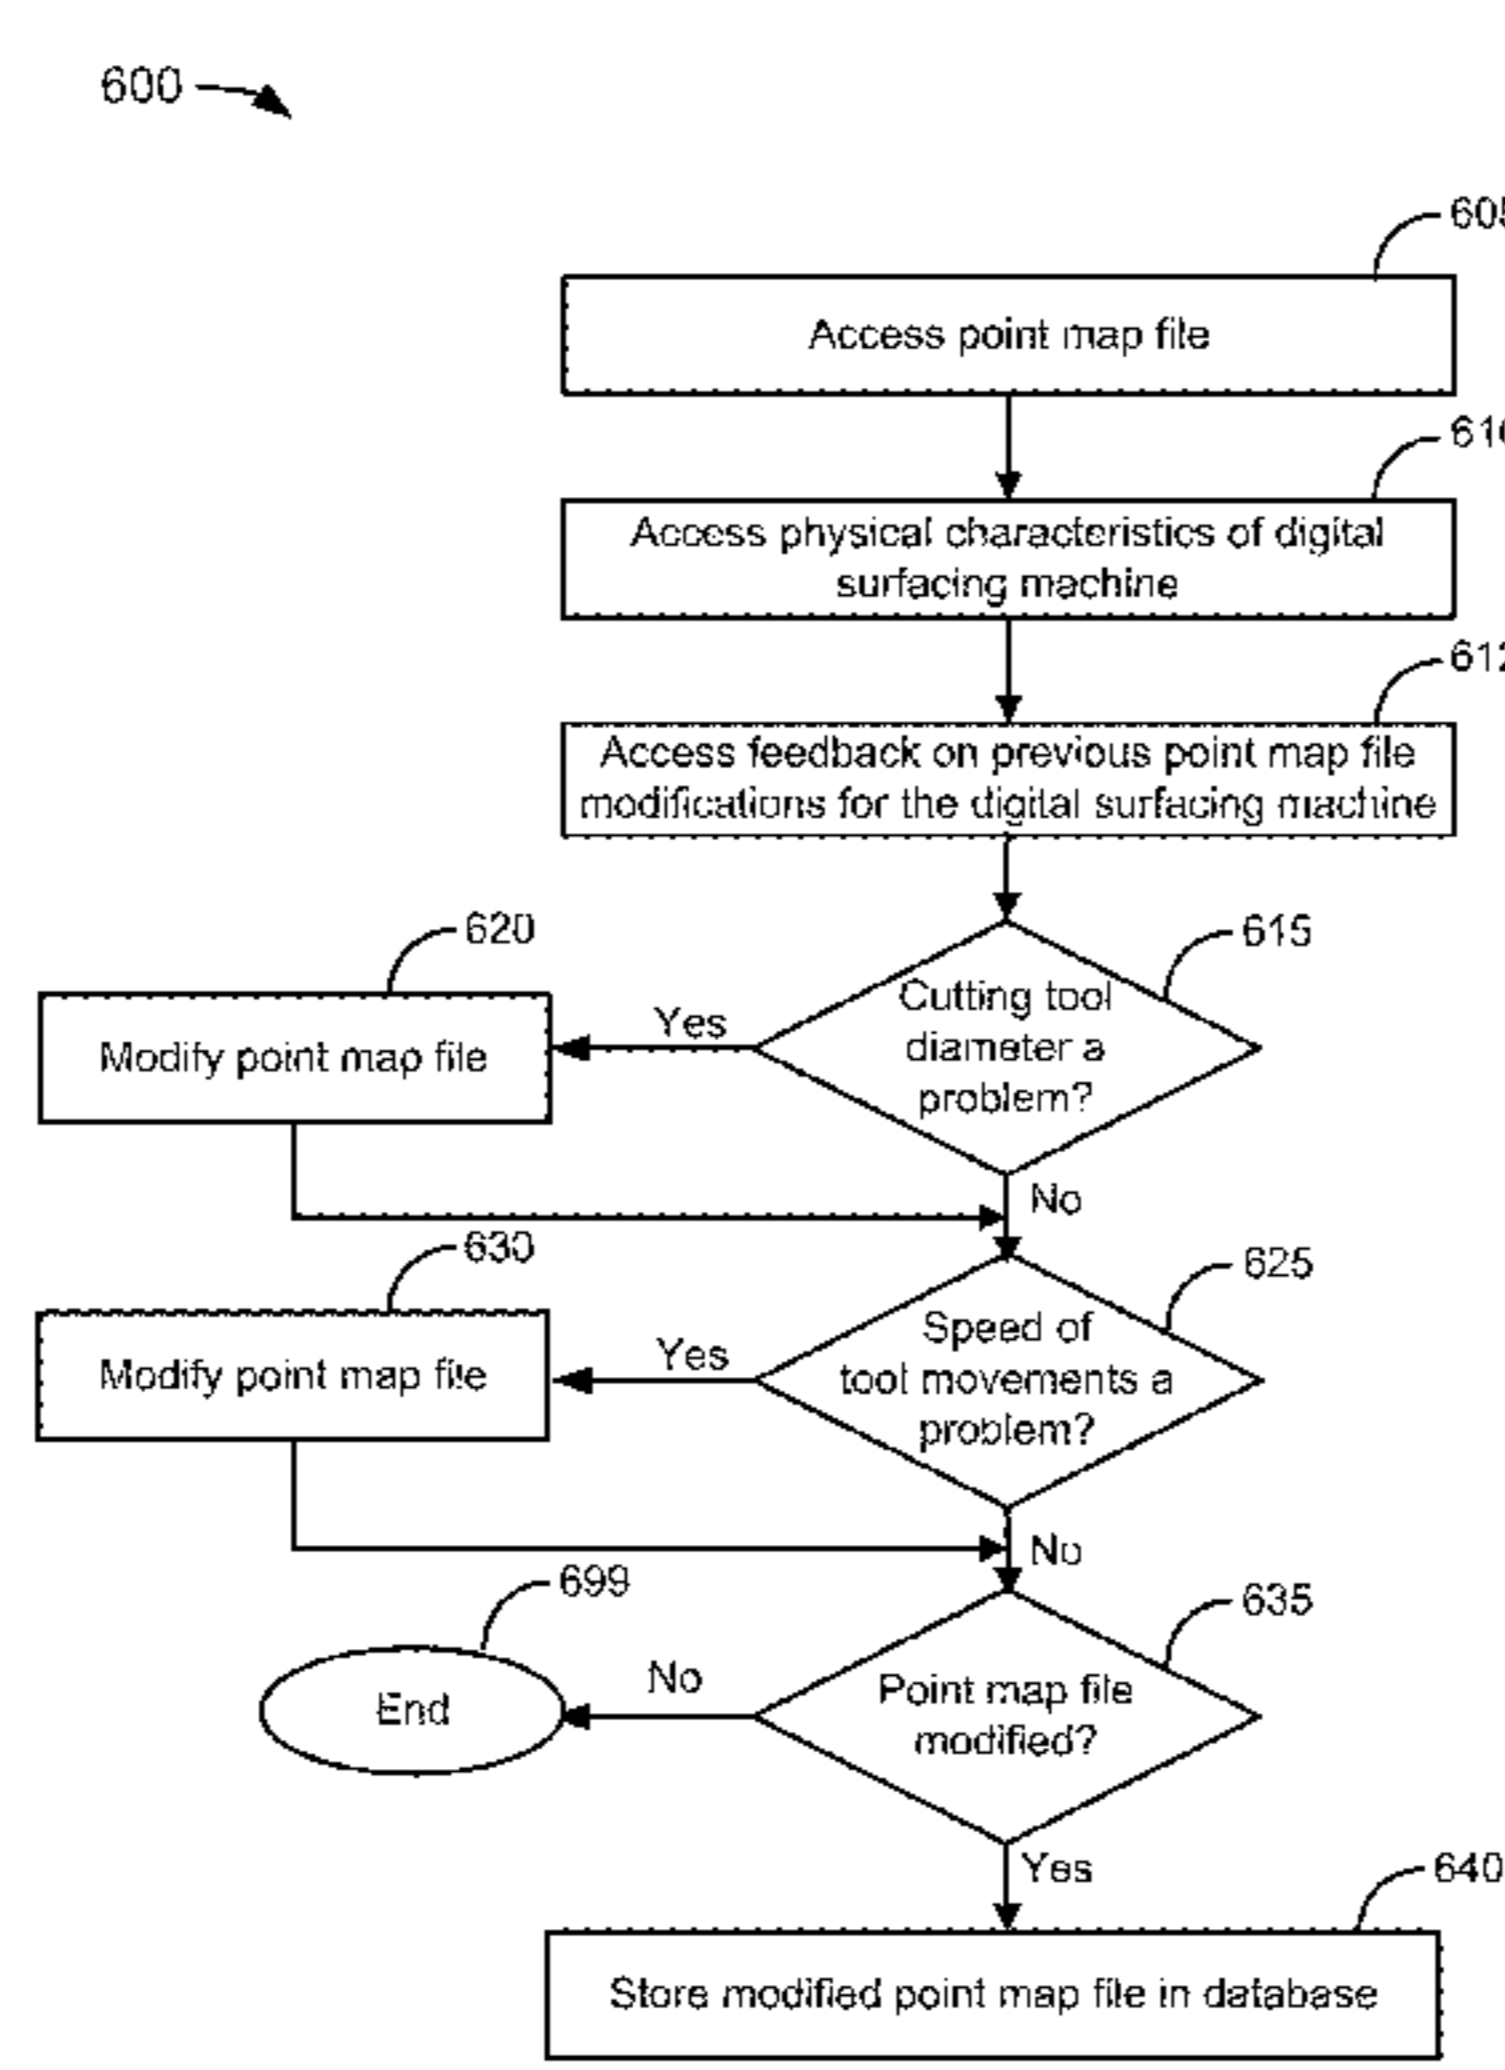 600
605
Access point map file
610
Access physical characteristics of digital
surfacing machine
612
Access feedback on previous point map file
modifications for the digital surfacing machine
620
615
Modify point map file
Yes
Cutting tool
diameter a
problem?
No
630
625
Modify point map file
Yes
Speed of
tool movements a
problem?
No
699
635
End
No
Point map file
modified?
Yes
640
Store modified point map file in database